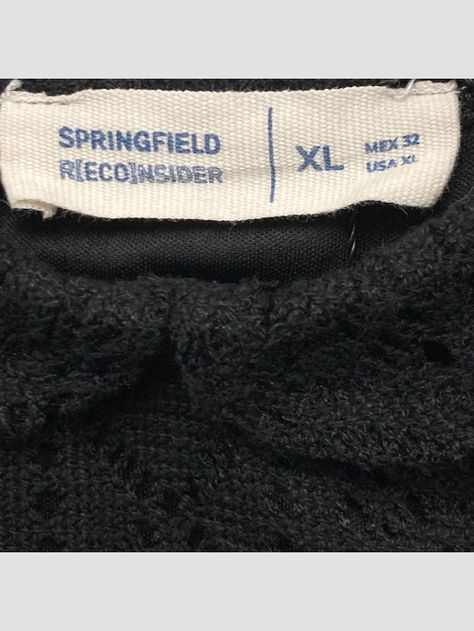 SPRINGFIELD
R[ECO]NSIDER
XL
MEX 32
USA XL